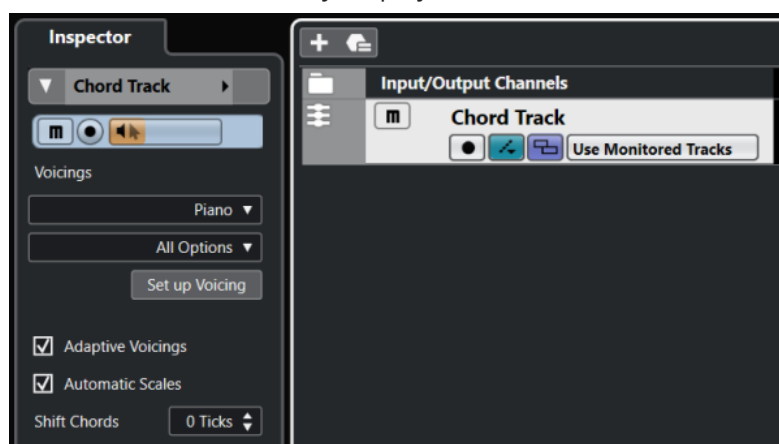 Inspector
Chord Track
m
Voicings
Piano
All Options
Set up Voicing
Adaptive Voicings
Automatic Scales
Shift Chords 0 Ticks
Input/Output Channels
m Chord Track
Use Monitored Tracks